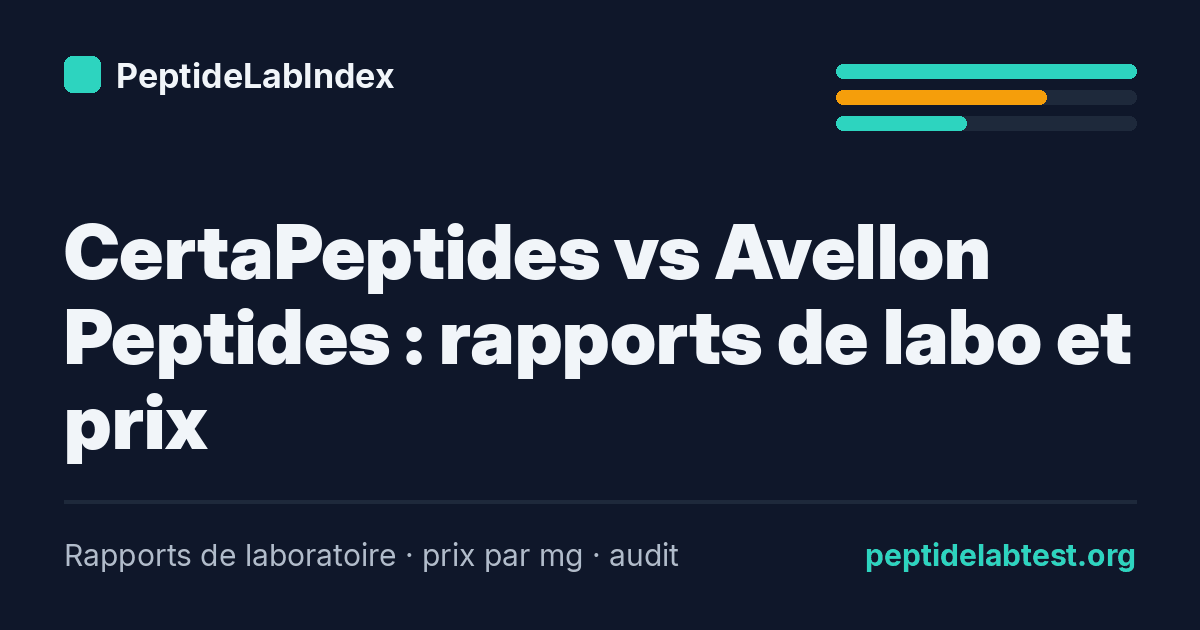 PeptideLabIndex
CertaPeptides vs Avellon
Peptides : rapports de labo et
prix
Rapports de laboratoire · prix par mg · audit
peptidelabtest.org